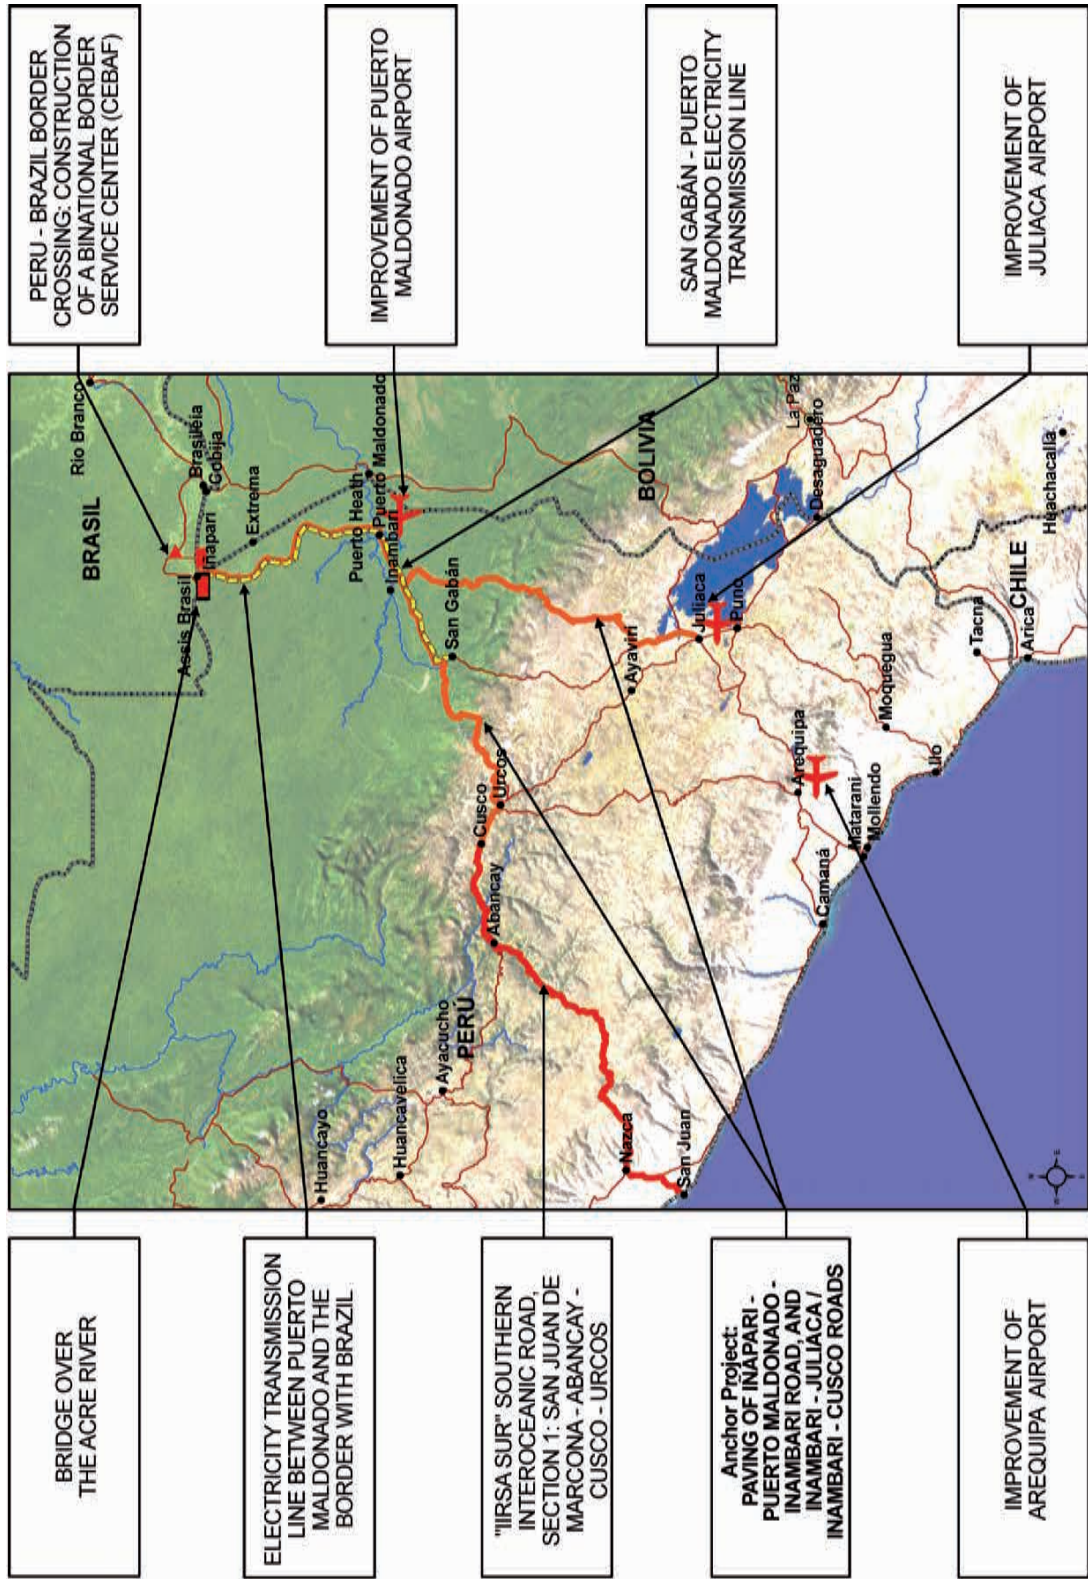 BRIDGE OVER
THE ACRE RIVER
ELECTRICITY TRANSMISSION
LINE BETWEEN PUERTO
MALDONADO AND THE
BORDER WITH BRAZIL
"IIRSA SUR" SOUTHERN
INTEROCEANIC ROAD,
SECTION 1: SAN JUAN DE
MARCONA - ABANCAY -
CUSCO - URCOS
Anchor Project:
PAVING OF IÑAPARI -
PUERTO MALDONADO -
INAMBARI ROAD, AND
INAMBARI - JULIACA /
INAMBARI - CUSCO ROADS
IMPROVEMENT OF
AREQUIPA AIRPORT
Rio Branco
BRASIL
Assis Brasil
Brasiléia
Iñapari
Cobija
Extrema
Puerto Heath
Puerto Maldonado
Inambari
San Gabán
Huancayo
Huancavelica
Ayacucho
PERÚ
Abancay
Cusco
Urcos
Nazca
San Juan
Ayaviri
BOLIVIA
Juliaca
Puno
La Paz
Desaguadero
Arequipa
Camaná
Matarani
Mollendo
Moquegua
Ilo
Tacna
CHILE
Arica
Huachacalla
PERU - BRAZIL BORDER
CROSSING: CONSTRUCTION
OF A BINATIONAL BORDER
SERVICE CENTER (CEBAF)
IMPROVEMENT OF PUERTO
MALDONADO AIRPORT
SAN GABÁN - PUERTO
MALDONADO ELECTRICITY
TRANSMISSION LINE
IMPROVEMENT OF
JULIACA AIRPORT